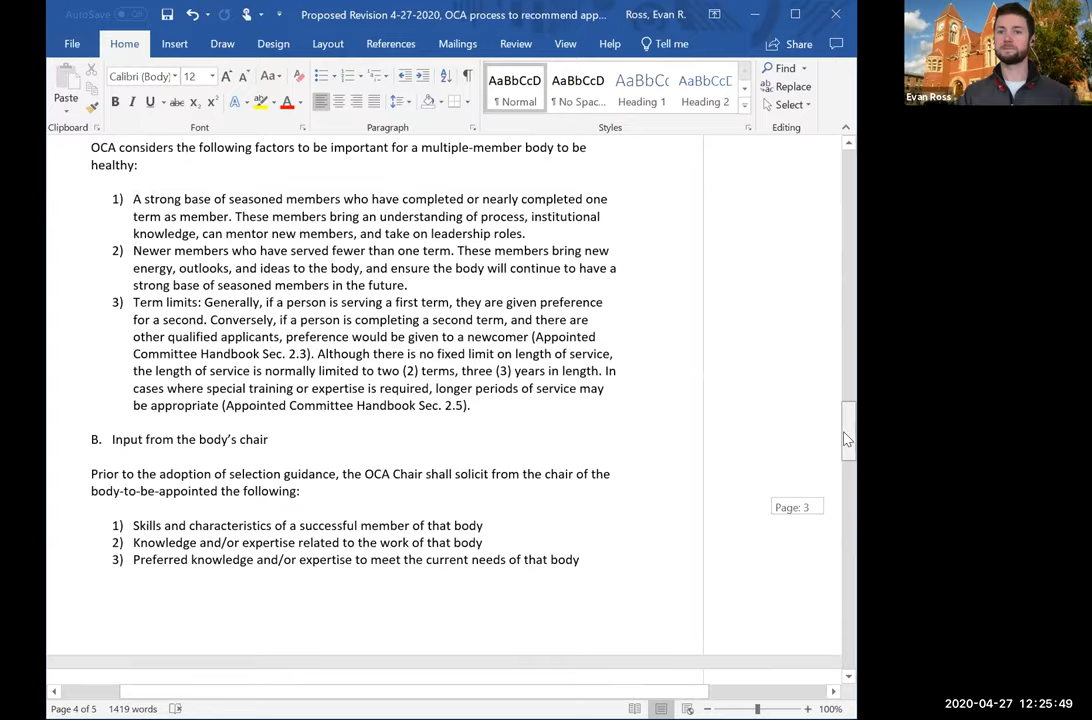 AutoSave Off
Proposed Revision 4-27-2020, OCA process to recommend app...
Ross, Evan R.
File Home Insert Draw Design Layout References Mailings Review View Help Tell me Share
Paste
Calibri (Body) 12
Aa
B I U abc X₂ X²
A
AaBbCcD AaBbCcD AaBbCc AaBbCcD
¶ Normal ¶ No Spac... Heading 1 Heading 2
Find
Replace
Select
Clipboard Font Paragraph Styles Editing
OCA considers the following factors to be important for a multiple-member body to be
healthy:
1) A strong base of seasoned members who have completed or nearly completed one
term as member. These members bring an understanding of process, institutional
knowledge, can mentor new members, and take on leadership roles.
2) Newer members who have served fewer than one term. These members bring new
energy, outlooks, and ideas to the body, and ensure the body will continue to have a
strong base of seasoned members in the future.
3) Term limits: Generally, if a person is serving a first term, they are given preference
for a second. Conversely, if a person is completing a second term, and there are
other qualified applicants, preference would be given to a newcomer (Appointed
Committee Handbook Sec. 2.3). Although there is no fixed limit on length of service,
the length of service is normally limited to two (2) terms, three (3) years in length. In
cases where special training or expertise is required, longer periods of service may
be appropriate (Appointed Committee Handbook Sec. 2.5).
B. Input from the body's chair
Prior to the adoption of selection guidance, the OCA Chair shall solicit from the chair of the
body-to-be-appointed the following:
1) Skills and characteristics of a successful member of that body
2) Knowledge and/or expertise related to the work of that body
3) Preferred knowledge and/or expertise to meet the current needs of that body
Page: 3
Page 4 of 5 1419 words
100%
Evan Ross
2020-04-27 12:25:49